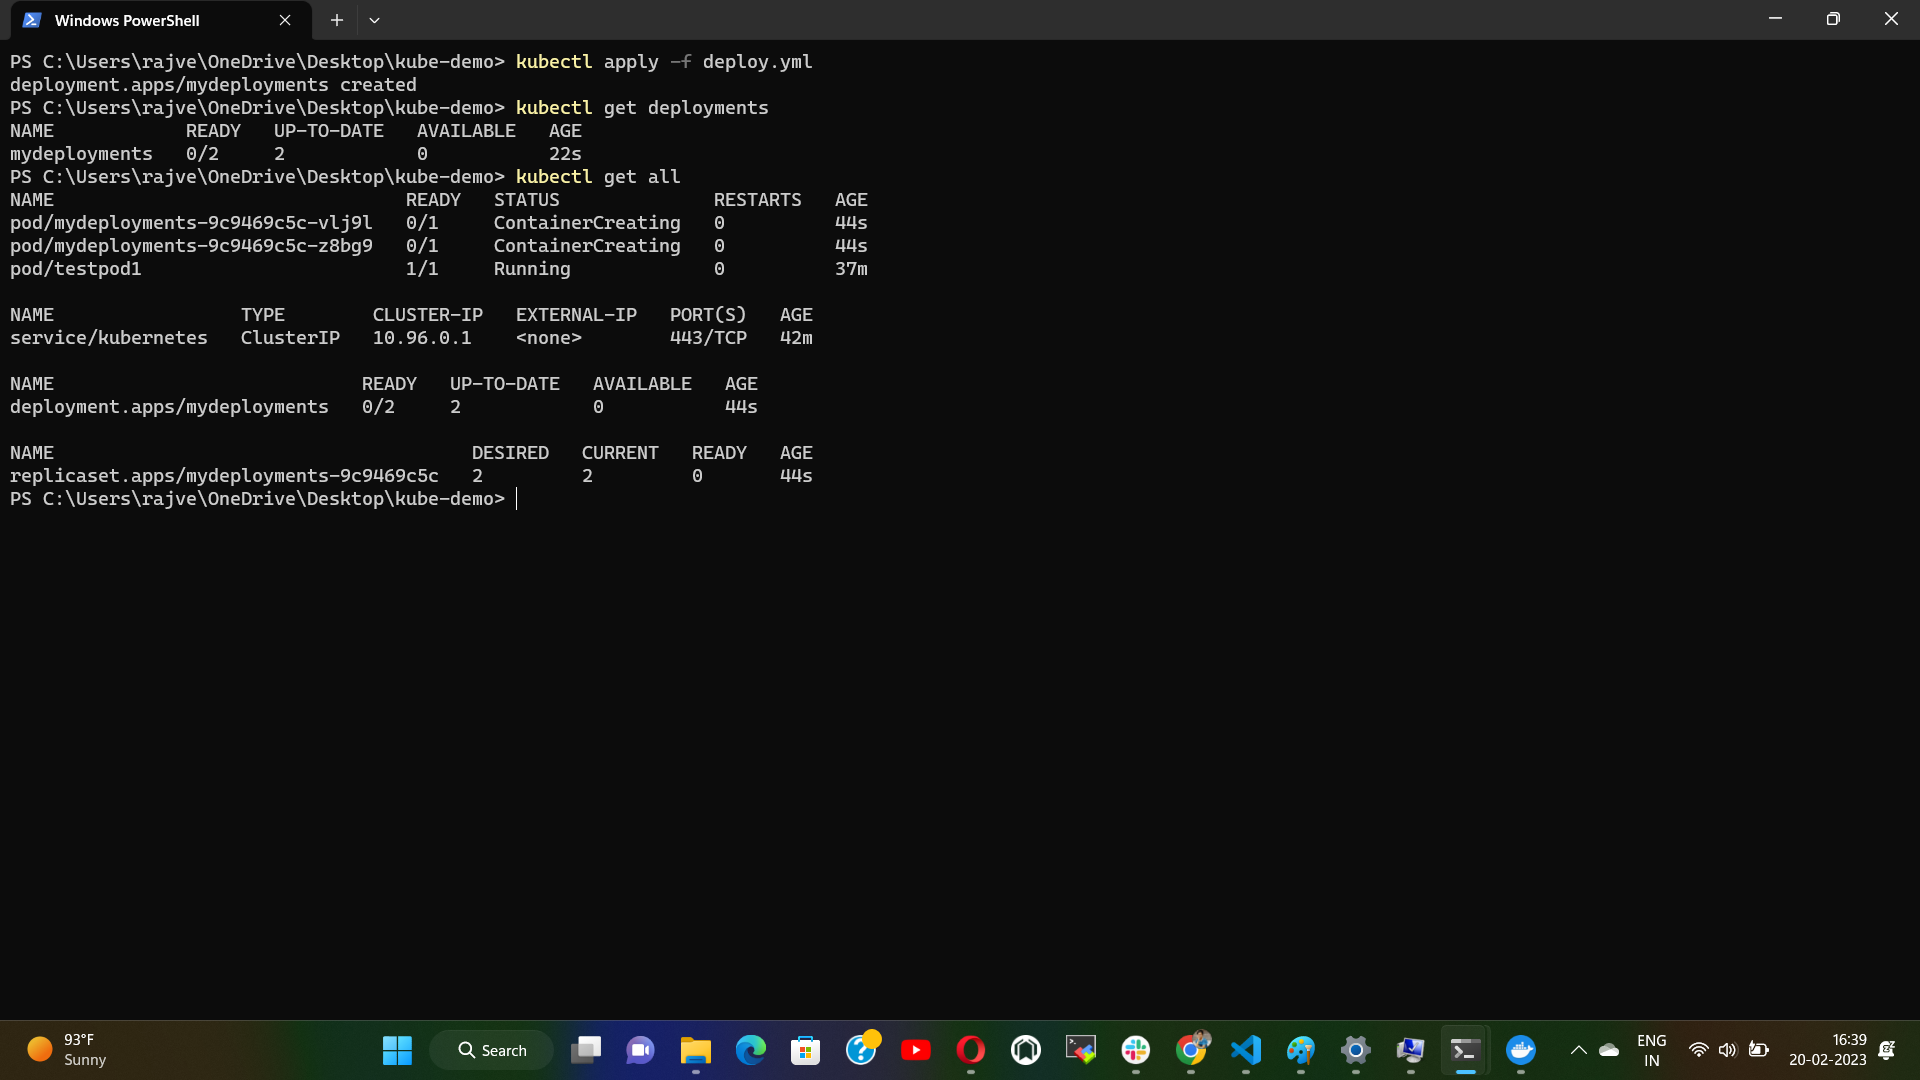 Windows PowerShell
PS C:\Users\rajve\OneDrive\Desktop\kube-demo> kubectl apply -f deploy.yml
deployment.apps/mydeployments created
PS C:\Users\rajve\OneDrive\Desktop\kube-demo> kubectl get deployments
NAME            READY   UP-TO-DATE   AVAILABLE   AGE
mydeployments   0/2     2            0           22s
PS C:\Users\rajve\OneDrive\Desktop\kube-demo> kubectl get all
NAME                                READY   STATUS              RESTARTS   AGE
pod/mydeployments-9c9469c5c-vlj9l   0/1     ContainerCreating   0          44s
pod/mydeployments-9c9469c5c-z8bg9   0/1     ContainerCreating   0          44s
pod/testpod1                        1/1     Running             0          37m
NAME                 TYPE        CLUSTER-IP   EXTERNAL-IP   PORT(S)   AGE
service/kubernetes   ClusterIP   10.96.0.1    <none>        443/TCP   42m
NAME                            READY   UP-TO-DATE   AVAILABLE   AGE
deployment.apps/mydeployments   0/2     2            0           44s
NAME                                      DESIRED   CURRENT   READY   AGE
replicaset.apps/mydeployments-9c9469c5c   2         2         0       44s
PS C:\Users\rajve\OneDrive\Desktop\kube-demo>
93°F
Sunny
Search
ENG
IN
16:39
20-02-2023